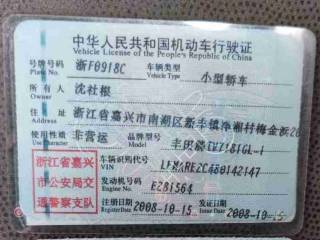 中华人民共和国机动车行驶证
Vehicle License of the People's Republic of China
号牌号码 浙F0918C 车辆类型 小型轿车
Plate No. Vehicle Type
所有人 沈社根
Owner
住址 浙江省嘉兴市南湖区新丰镇净湘村梅金浜
使用性质 非营运 品牌型号
Use Character Model
浙江省嘉兴
市公安局交
通警察支队
车辆识别代号 LFMAREZC480142147
VIN
发动机号码 E281564
Engine No.
注册日期 2008-10-15 发证日期 2008-10-15
Register Date Issue Date